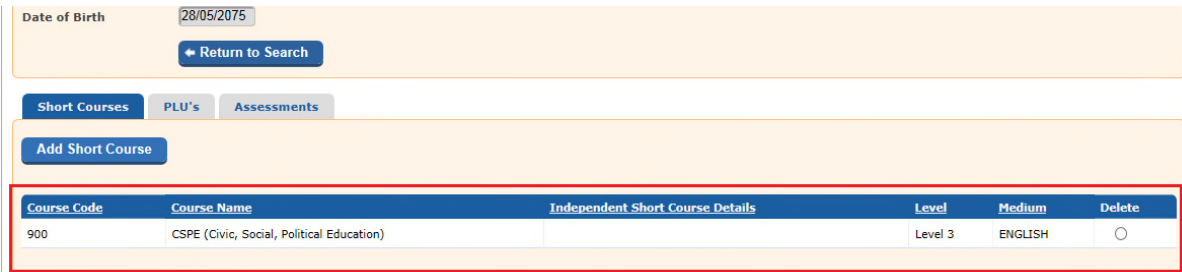 Date of Birth 28/05/2075
Return to Search
Short Courses PLU's Assessments
Add Short Course
Course Code Course Name Independent Short Course Details Level Medium Delete
900 CSPE (Civic, Social, Political Education) Level 3 ENGLISH